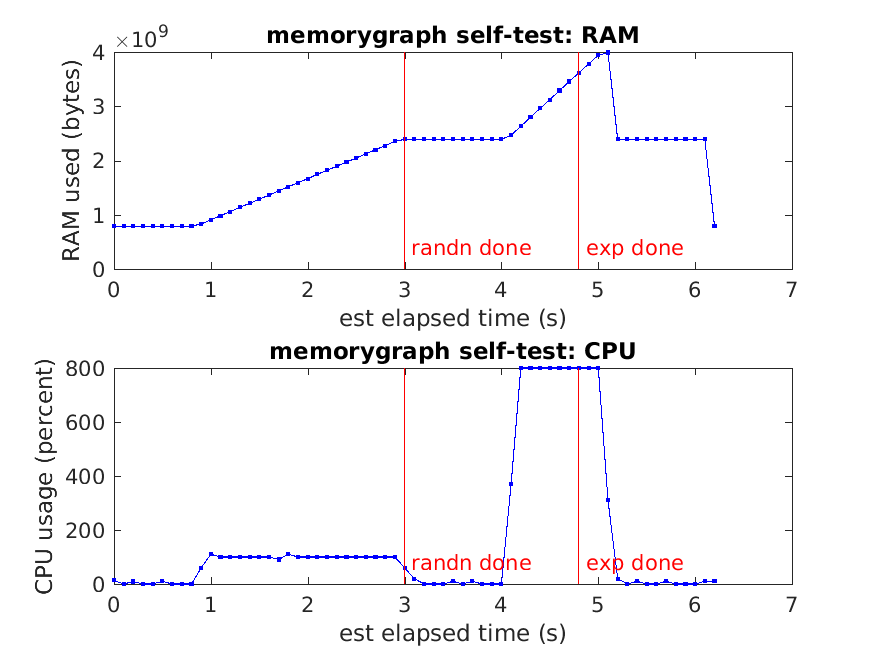 memorygraph self-test: RAM
×10⁹
RAM used (bytes)
4
3
2
1
0
randn done
exp done
0 1 2 3 4 5 6 7
est elapsed time (s)
memorygraph self-test: CPU
CPU usage (percent)
800
600
400
200
0
randn done
exp done
0 1 2 3 4 5 6 7
est elapsed time (s)